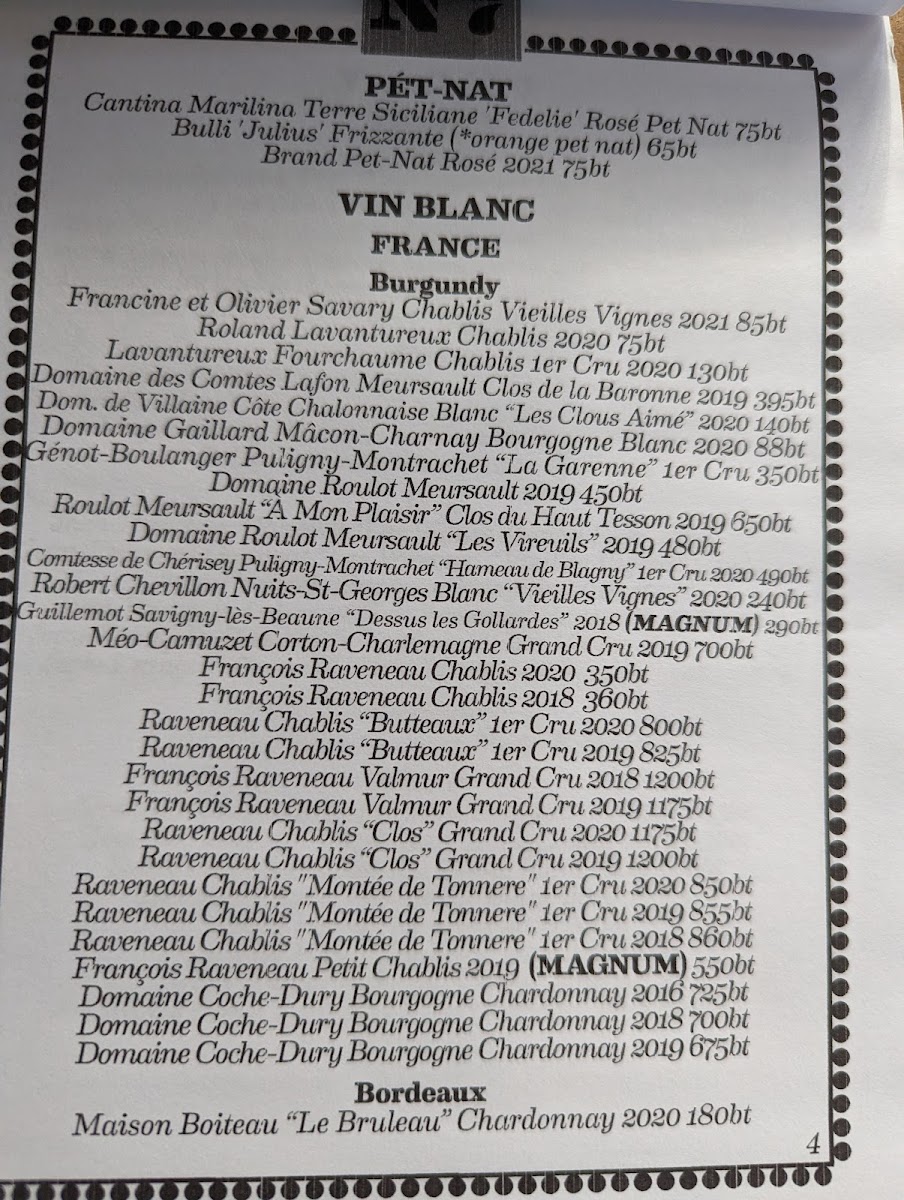 N 7
PÉT-NAT
Cantina Marilina Terre Siciliane 'Fedelie' Rosé Pet Nat 75bt
Bulli 'Julius' Frizzante (*orange pet nat) 65bt
Brand Pet-Nat Rosé 2021 75bt
VIN BLANC
FRANCE
Burgundy
Francine et Olivier Savary Chablis Vieilles Vignes 2021 85bt
Roland Lavantureux Chablis 2020 75bt
Lavantureux Fourchaume Chablis 1er Cru 2020 130bt
Domaine des Comtes Lafon Meursault Clos de la Baronne 2019 395bt
Dom. de Villaine Côte Chalonnaise Blanc “Les Clous Aimé” 2020 140bt
Domaine Gaillard Mâcon-Charnay Bourgogne Blanc 2020 88bt
Génot-Boulanger Puligny-Montrachet “La Garenne” 1er Cru 350bt
Domaine Roulot Meursault 2019 450bt
Roulot Meursault “À Mon Plaisir” Clos du Haut Tesson 2019 650bt
Domaine Roulot Meursault “Les Vireuils” 2019 480bt
Comtesse de Chérisey Puligny-Montrachet “Hameau de Blagny” 1er Cru 2020 490bt
Robert Chevillon Nuits-St-Georges Blanc “Vieilles Vignes” 2020 240bt
Guillemot Savigny-lès-Beaune “Dessus les Gollardes” 2018 (MAGNUM) 290bt
Méo-Camuzet Corton-Charlemagne Grand Cru 2019 700bt
François Raveneau Chablis 2020 350bt
François Raveneau Chablis 2018 360bt
Raveneau Chablis “Butteaux” 1er Cru 2020 800bt
Raveneau Chablis “Butteaux” 1er Cru 2019 825bt
François Raveneau Valmur Grand Cru 2018 1200bt
François Raveneau Valmur Grand Cru 2019 1175bt
Raveneau Chablis “Clos” Grand Cru 2020 1175bt
Raveneau Chablis “Clos” Grand Cru 2019 1200bt
Raveneau Chablis "Montée de Tonnere" 1er Cru 2020 850bt
Raveneau Chablis "Montée de Tonnere" 1er Cru 2019 855bt
Raveneau Chablis "Montée de Tonnere" 1er Cru 2018 860bt
François Raveneau Petit Chablis 2019 (MAGNUM) 550bt
Domaine Coche-Dury Bourgogne Chardonnay 2016 725bt
Domaine Coche-Dury Bourgogne Chardonnay 2018 700bt
Domaine Coche-Dury Bourgogne Chardonnay 2019 675bt
Bordeaux
Maison Boiteau “Le Bruleau” Chardonnay 2020 180bt
4